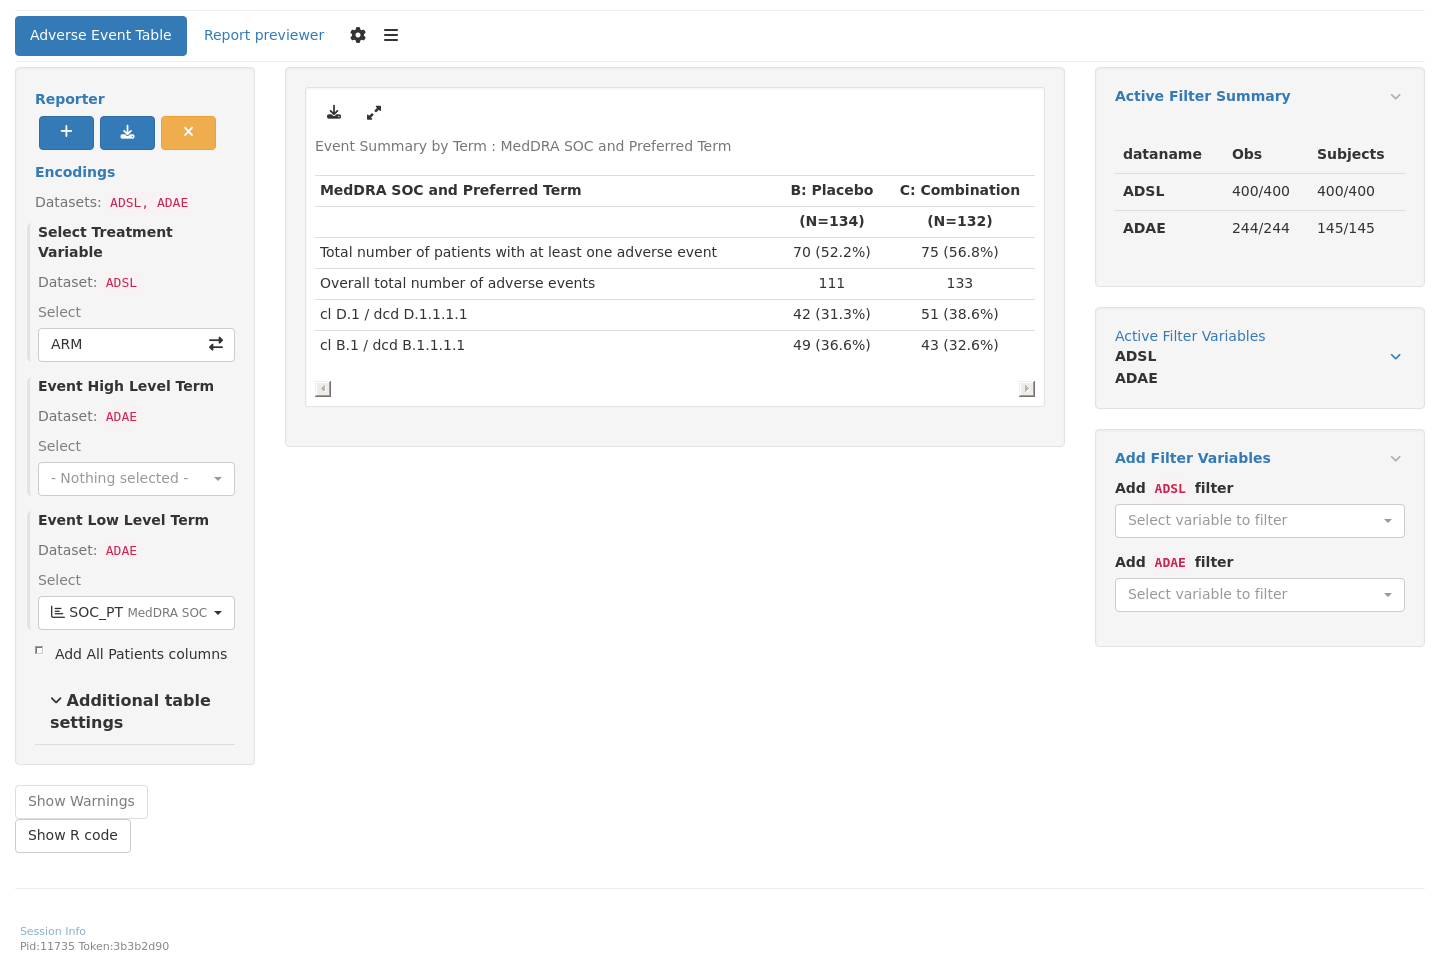 Adverse Event Table
Report previewer
Reporter
Encodings
Datasets: ADSL, ADAE
Select Treatment
Variable
Dataset: ADSL
Select
ARM
Event High Level Term
Dataset: ADAE
Select
- Nothing selected -
Event Low Level Term
Dataset: ADAE
Select
SOC_PT MedDRA SOC
Add All Patients columns
Additional table
settings
Show Warnings
Show R code
Event Summary by Term : MedDRA SOC and Preferred Term
MedDRA SOC and Preferred Term B: Placebo C: Combination
(N=134) (N=132)
Total number of patients with at least one adverse event 70 (52.2%) 75 (56.8%)
Overall total number of adverse events 111 133
cl D.1 / dcd D.1.1.1.1 42 (31.3%) 51 (38.6%)
cl B.1 / dcd B.1.1.1.1 49 (36.6%) 43 (32.6%)
Active Filter Summary
dataname Obs Subjects
ADSL 400/400 400/400
ADAE 244/244 145/145
Active Filter Variables
ADSL
ADAE
Add Filter Variables
Add ADSL filter
Select variable to filter
Add ADAE filter
Select variable to filter
Session Info
Pid:11735 Token:3b3b2d90